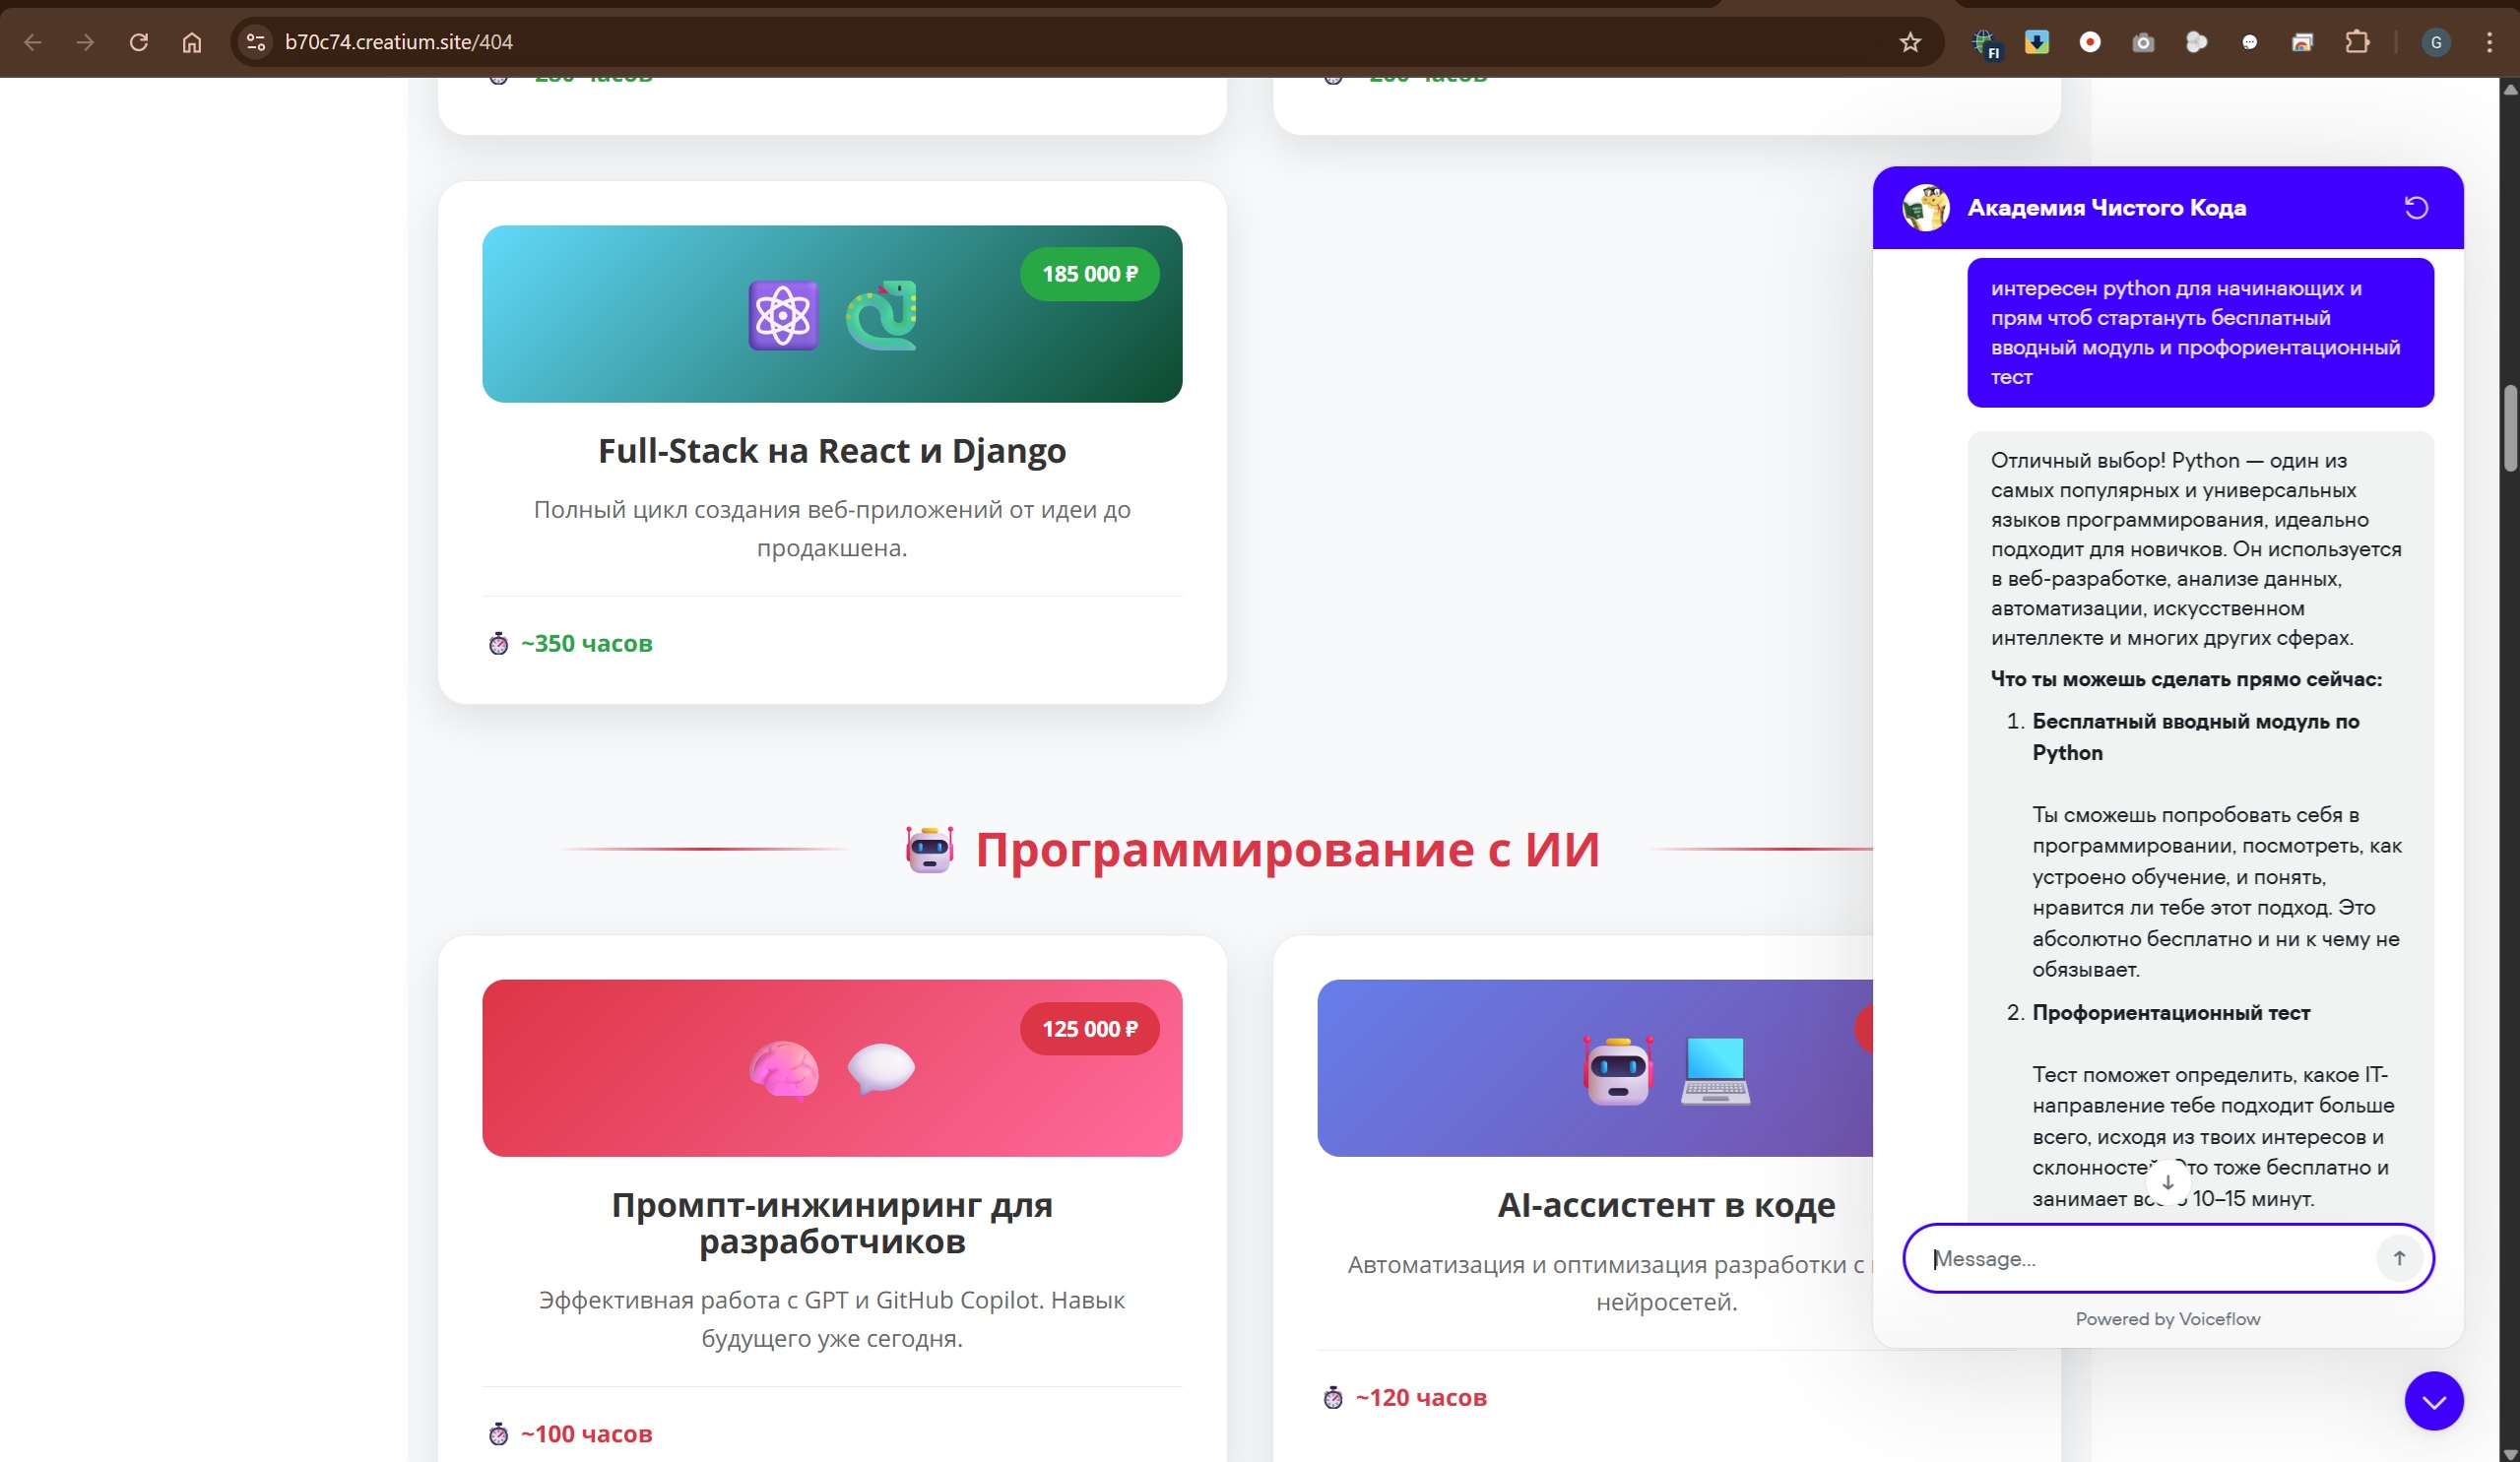 b70c74.creatium.site/404
FI
G
185 000 ₽
Full-Stack на React и Django
Полный цикл создания веб-приложений от идеи до
продакшена.
~350 часов
Программирование с ИИ
125 000 ₽
Промпт-инжиниринг для
разработчиков
Эффективная работа с GPT и GitHub Copilot. Навык
будущего уже сегодня.
~100 часов
AI-ассистент в коде
Автоматизация и оптимизация разработки с
нейросетей.
~120 часов
Академия Чистого Кода
интересен python для начинающих и
прям чтоб стартануть бесплатный
вводный модуль и профориентационный
тест
Отличный выбор! Python — один из
самых популярных и универсальных
языков программирования, идеально
подходит для новичков. Он используется
в веб-разработке, анализе данных,
автоматизации, искусственном
интеллекте и многих других сферах.
Что ты можешь сделать прямо сейчас:
1. Бесплатный вводный модуль по
Python
Ты сможешь попробовать себя в
программировании, посмотреть, как
устроено обучение, и понять,
нравится ли тебе этот подход. Это
абсолютно бесплатно и ни к чему не
обязывает.
2. Профориентационный тест
Тест поможет определить, какое IT-
направление тебе подходит больше
всего, исходя из твоих интересов и
тоже бесплатно и
занимает 10–15 минут.
Message...
Powered by Voiceflow